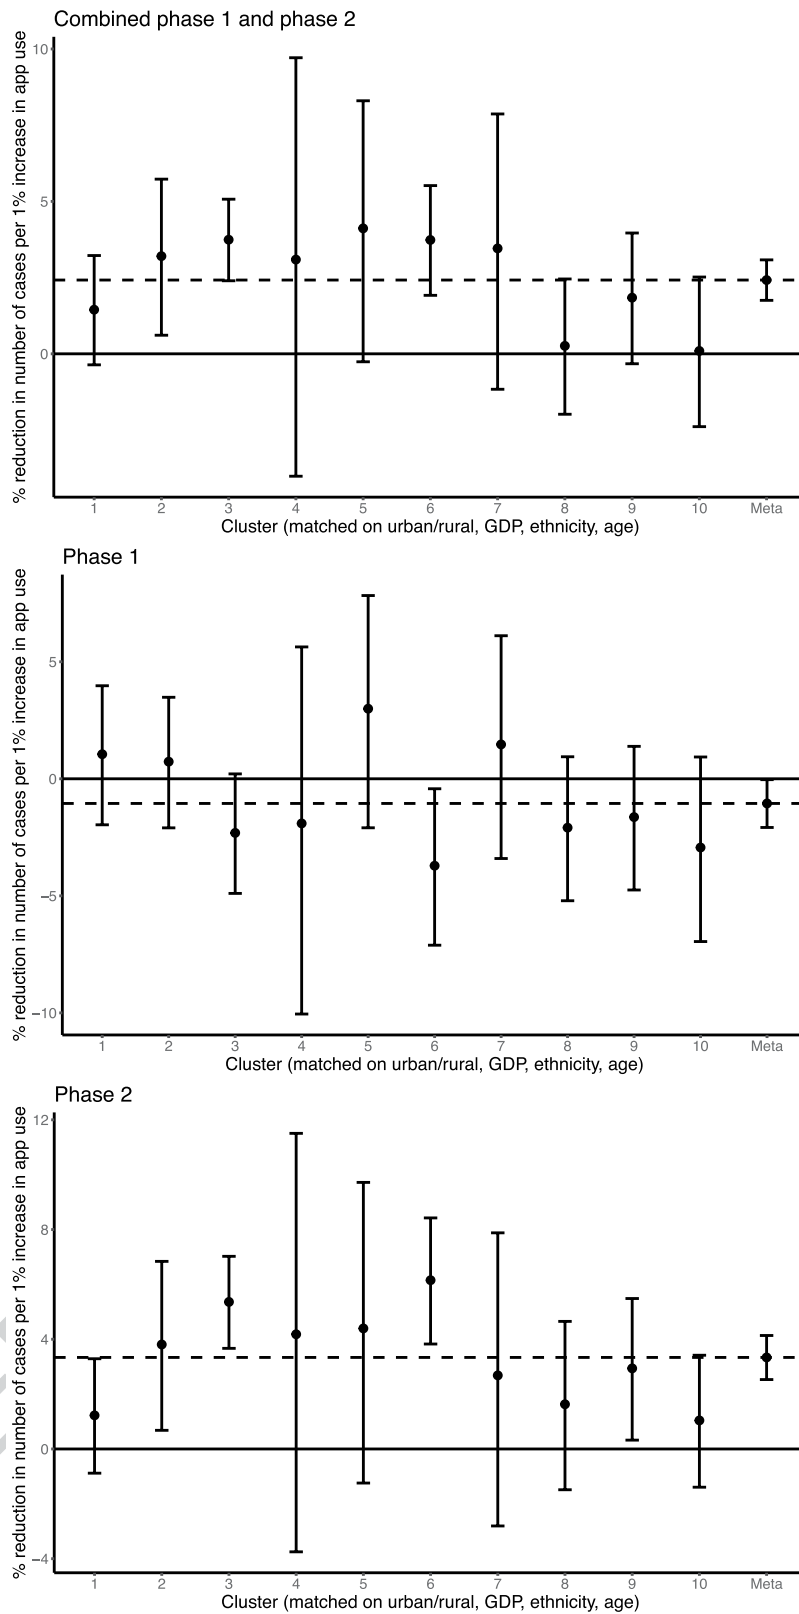 Combined phase 1 and phase 2
% reduction in number of cases per 1% increase in app use
10
5
0
1 2 3 4 5 6 7 8 9 10 Meta
Cluster (matched on urban/rural, GDP, ethnicity, age)
Phase 1
% reduction in number of cases per 1% increase in app use
5
0
−5
−10
1 2 3 4 5 6 7 8 9 10 Meta
Cluster (matched on urban/rural, GDP, ethnicity, age)
Phase 2
% reduction in number of cases per 1% increase in app use
12
8
4
0
−4
1 2 3 4 5 6 7 8 9 10 Meta
Cluster (matched on urban/rural, GDP, ethnicity, age)